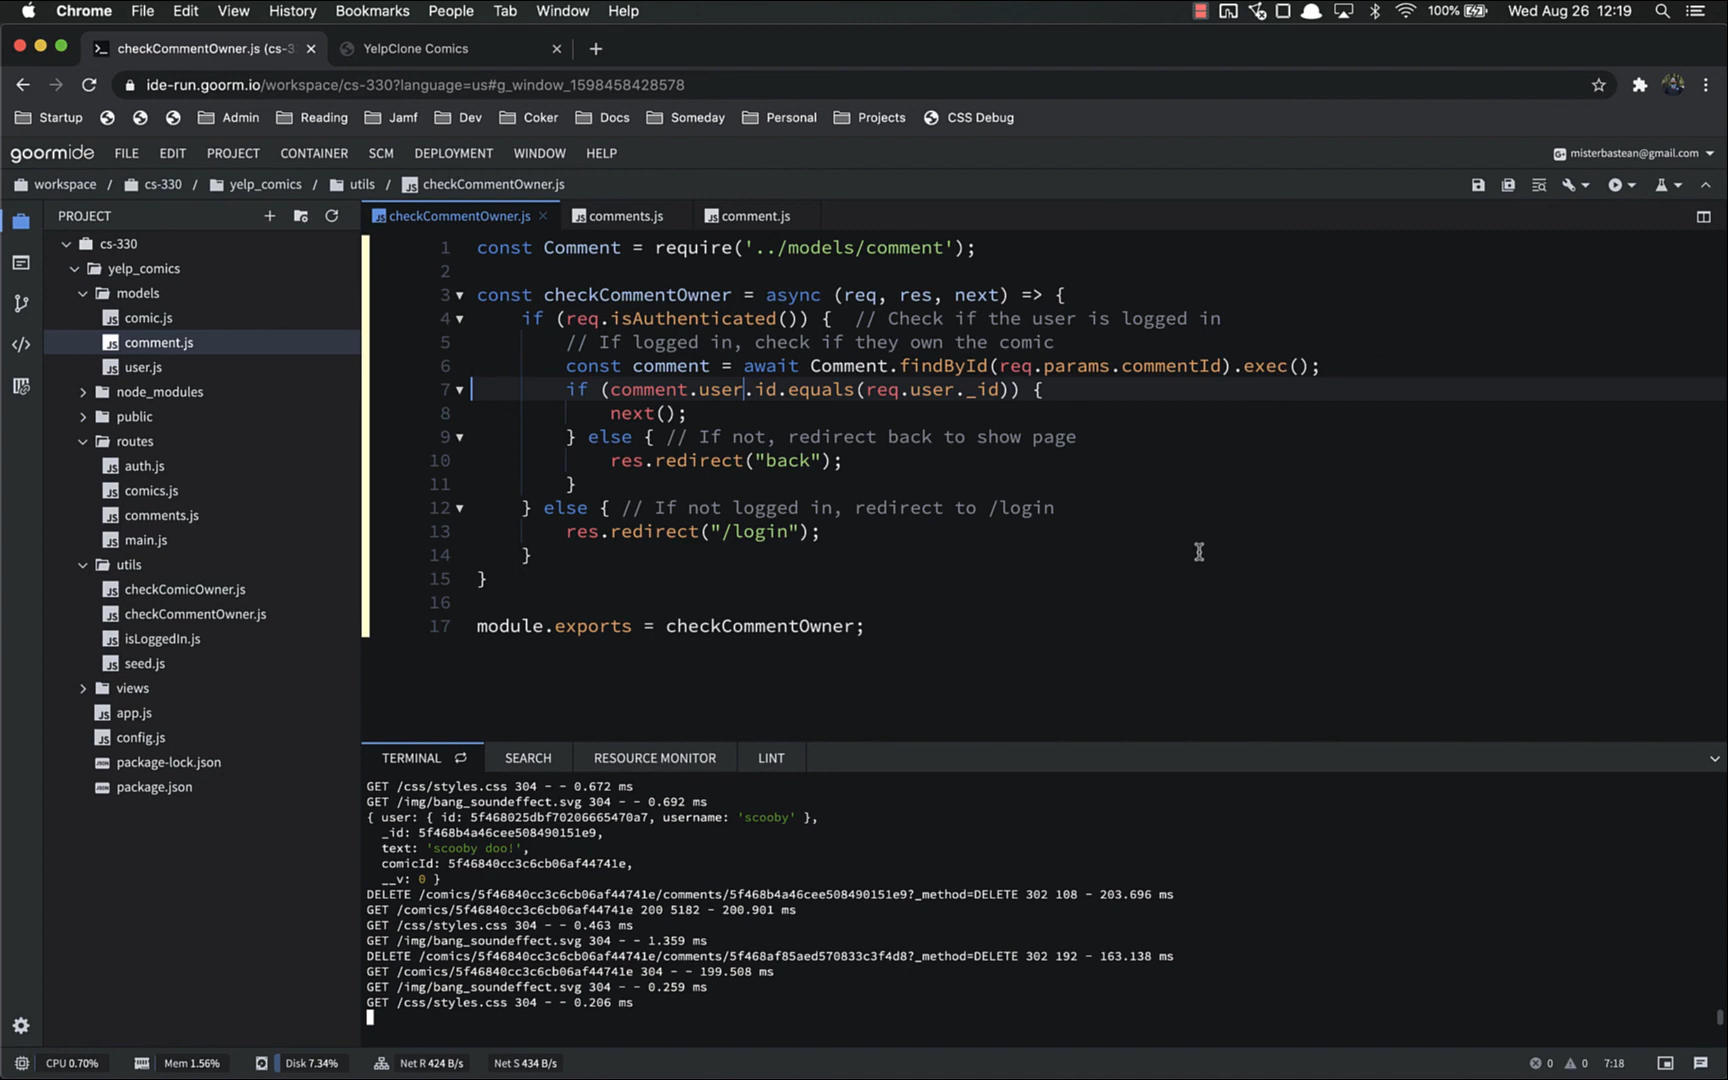 Chrome File Edit View History Bookmarks People Tab Window Help 100% Wed Aug 26 12:19
checkCommentOwner.js (cs-3 YelpClone Comics
ide-run.goorm.io/workspace/cs-330?language=us#g_window_1598458428578
Startup Admin Reading Jamf Dev Coker Docs Someday Personal Projects CSS Debug
goormide FILE EDIT PROJECT CONTAINER SCM DEPLOYMENT WINDOW HELP misterbastean@gmail.com
workspace / cs-330 / yelp_comics / utils / checkCommentOwner.js
PROJECT
cs-330
yelp_comics
models
comic.js
comment.js
user.js
node_modules
public
routes
auth.js
comics.js
comments.js
main.js
utils
checkComicOwner.js
checkCommentOwner.js
isLoggedIn.js
seed.js
views
app.js
config.js
package-lock.json
package.json
checkCommentOwner.js comments.js comment.js
1 const Comment = require('../models/comment');
2
3 const checkCommentOwner = async (req, res, next) => {
4 if (req.isAuthenticated()) { // Check if the user is logged in
5 // If logged in, check if they own the comic
6 const comment = await Comment.findById(req.params.commentId).exec();
7 if (comment.user.id.equals(req.user._id)) {
8 next();
9 } else { // If not, redirect back to show page
10 res.redirect("back");
11 }
12 } else { // If not logged in, redirect to /login
13 res.redirect("/login");
14 }
15 }
16
17 module.exports = checkCommentOwner;
TERMINAL SEARCH RESOURCE MONITOR LINT
GET /css/styles.css 304 - - 0.672 ms
GET /img/bang_soundeffect.svg 304 - - 0.692 ms
{ user: { id: 5f468025dbf70206665470a7, username: 'scooby' },
_id: 5f468b4a46cee508490151e9,
text: 'scooby doo!',
comicId: 5f46840cc3c6cb06af44741e,
__v: 0 }
DELETE /comics/5f46840cc3c6cb06af44741e/comments/5f468b4a46cee508490151e9?_method=DELETE 302 108 - 203.696 ms
GET /comics/5f46840cc3c6cb06af44741e 200 5182 - 200.901 ms
GET /css/styles.css 304 - - 0.463 ms
GET /img/bang_soundeffect.svg 304 - - 1.359 ms
DELETE /comics/5f46840cc3c6cb06af44741e/comments/5f468af85aed570833c3f4d8?_method=DELETE 302 192 - 163.138 ms
GET /comics/5f46840cc3c6cb06af44741e 304 - - 199.508 ms
GET /img/bang_soundeffect.svg 304 - - 0.259 ms
GET /css/styles.css 304 - - 0.206 ms
CPU 0.70% Mem 1.56% Disk 7.34% Net R 424 B/s Net S 434 B/s 0 0 7:18